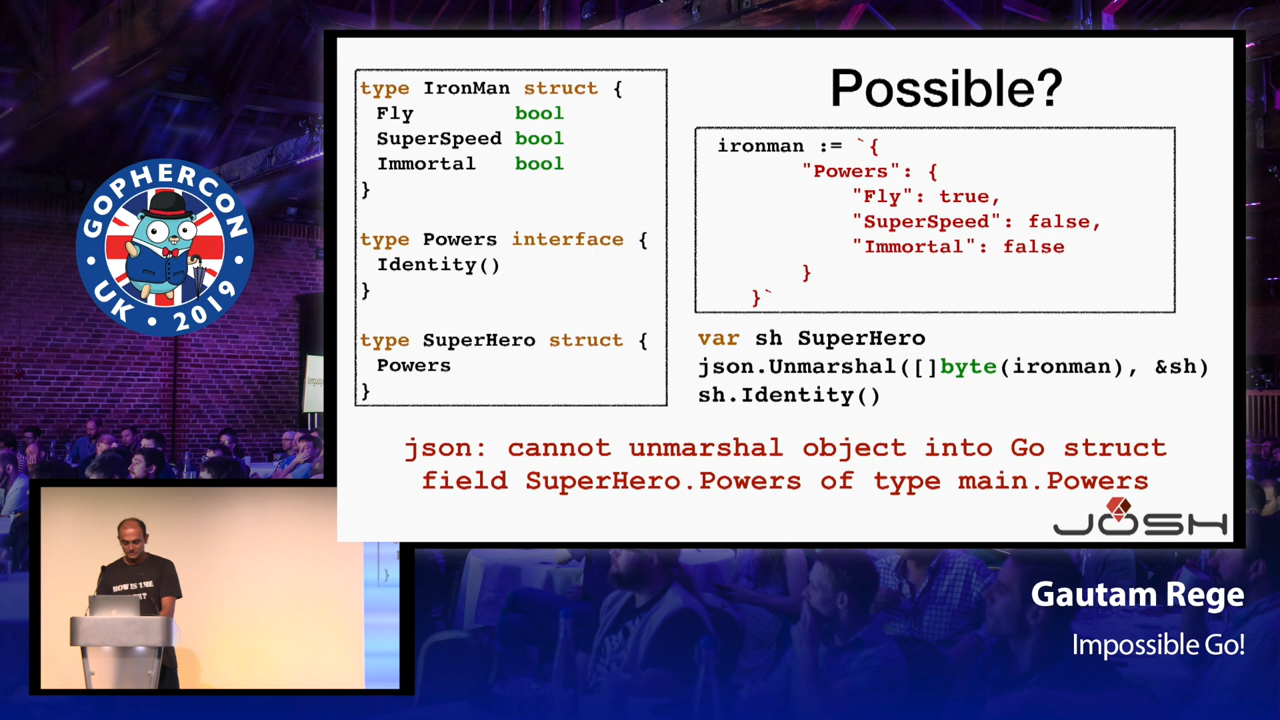 GOPHERCON
UK • 2019
type IronMan struct {
Fly bool
SuperSpeed bool
Immortal bool
}
type Powers interface {
Identity()
}
type SuperHero struct {
Powers
}
Possible?
ironman := `{
"Powers": {
"Fly": true,
"SuperSpeed": false,
"Immortal": false
}
}`
var sh SuperHero
json.Unmarshal([]byte(ironman), &sh)
sh.Identity()
json: cannot unmarshal object into Go struct
field SuperHero.Powers of type main.Powers
JOSH
HOW IS THE
}
Gautam Rege
Impossible Go!